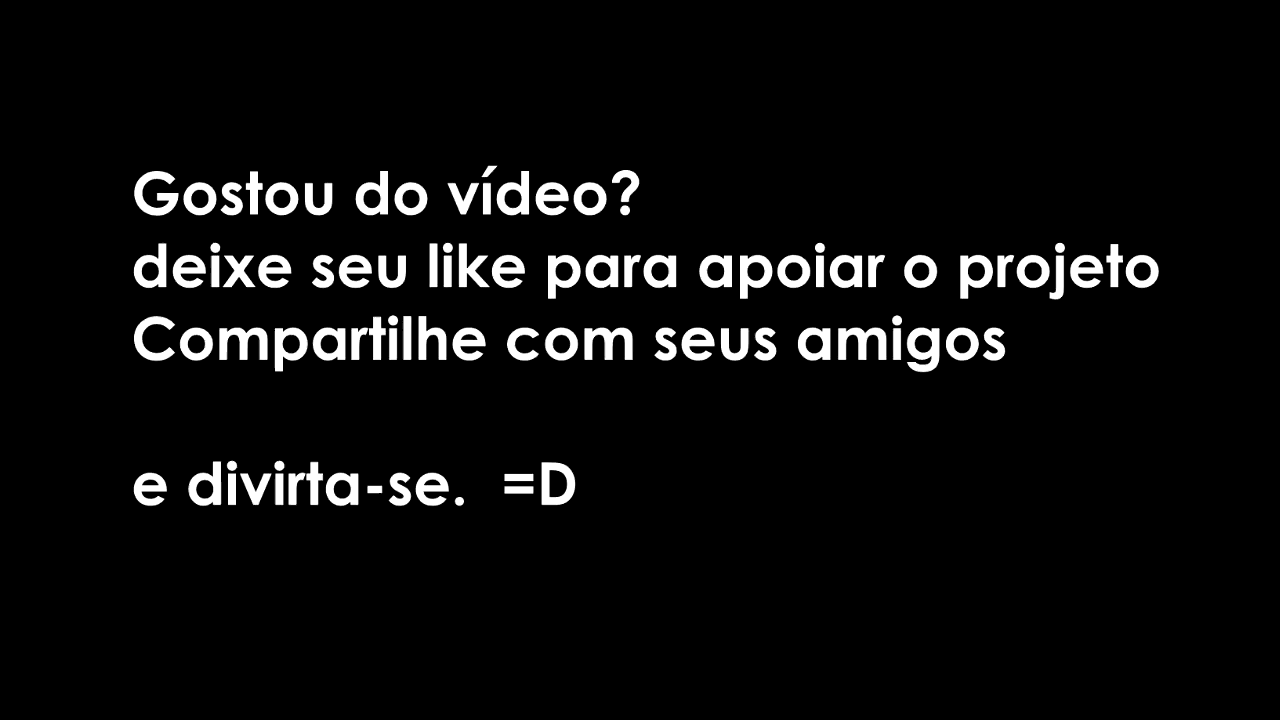 Gostou do vídeo?
deixe seu like para apoiar o projeto
Compartilhe com seus amigos
e divirta-se.  =D